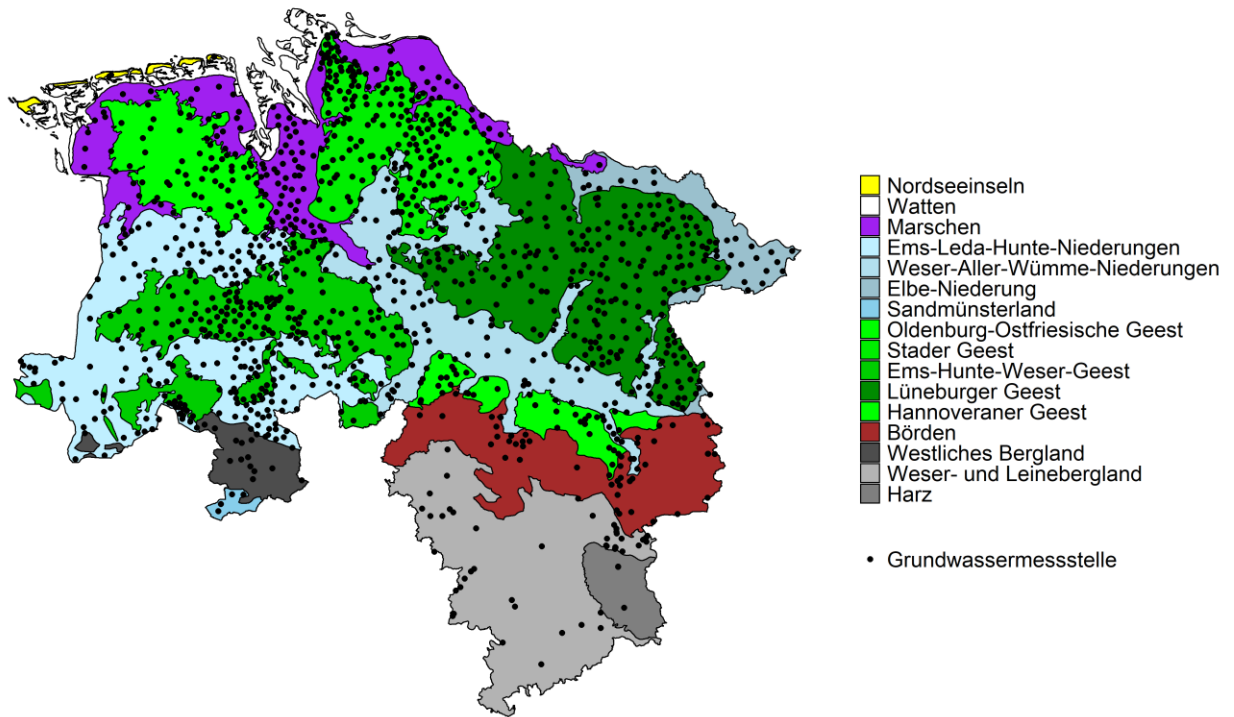 Nordseeinseln
Watten
Marschen
Ems-Leda-Hunte-Niederungen
Weser-Aller-Wümme-Niederungen
Elbe-Niederung
Sandmünsterland
Oldenburg-Ostfriesische Geest
Stader Geest
Ems-Hunte-Weser-Geest
Lüneburger Geest
Hannoveraner Geest
Börden
Westliches Bergland
Weser- und Leinebergland
Harz
Grundwassermessstelle